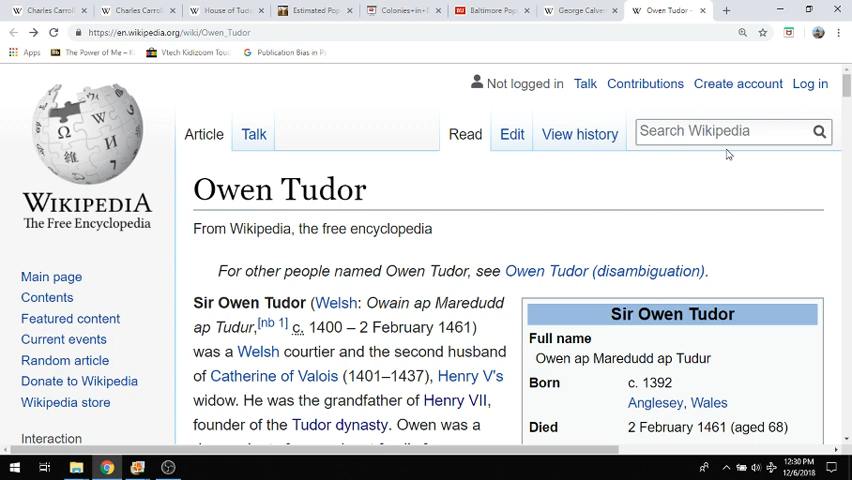 Charles Carroll
Charles Carroll
House of Tud
Estimated Pop
Colonies+in+
Baltimore Pop
George Calver
Owen Tudor -
https://en.wikipedia.org/wiki/Owen_Tudor
Apps
The Power of Me – K
Vtech Kidizoom Tou
Publication Bias in P
Not logged in Talk Contributions Create account Log in
Article Talk Read Edit View history Search Wikipedia
WIKIPEDIA
The Free Encyclopedia
Owen Tudor
From Wikipedia, the free encyclopedia
For other people named Owen Tudor, see Owen Tudor (disambiguation).
Main page
Contents
Featured content
Current events
Random article
Donate to Wikipedia
Wikipedia store
Interaction
Sir Owen Tudor (Welsh: Owain ap Maredudd
ap Tudur,[nb 1] c. 1400 – 2 February 1461)
was a Welsh courtier and the second husband
of Catherine of Valois (1401–1437), Henry V's
widow. He was the grandfather of Henry VII,
founder of the Tudor dynasty. Owen was a
Sir Owen Tudor
Full name
Owen ap Maredudd ap Tudur
Born c. 1392
Anglesey, Wales
Died 2 February 1461 (aged 68)
12:30 PM
12/6/2018